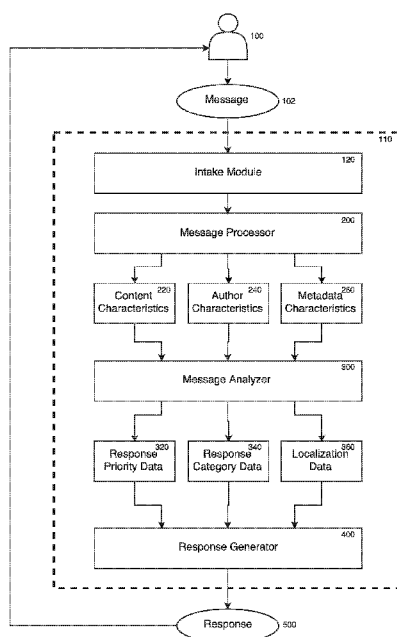 100
Message
102
110
120
Intake Module
200
Message Processor
220
Content
Characteristics
240
Author
Characteristics
260
Metadata
Characteristics
300
Message Analyzer
320
Response
Priority Data
340
Response
Category Data
360
Localization
Data
400
Response Generator
Response
500